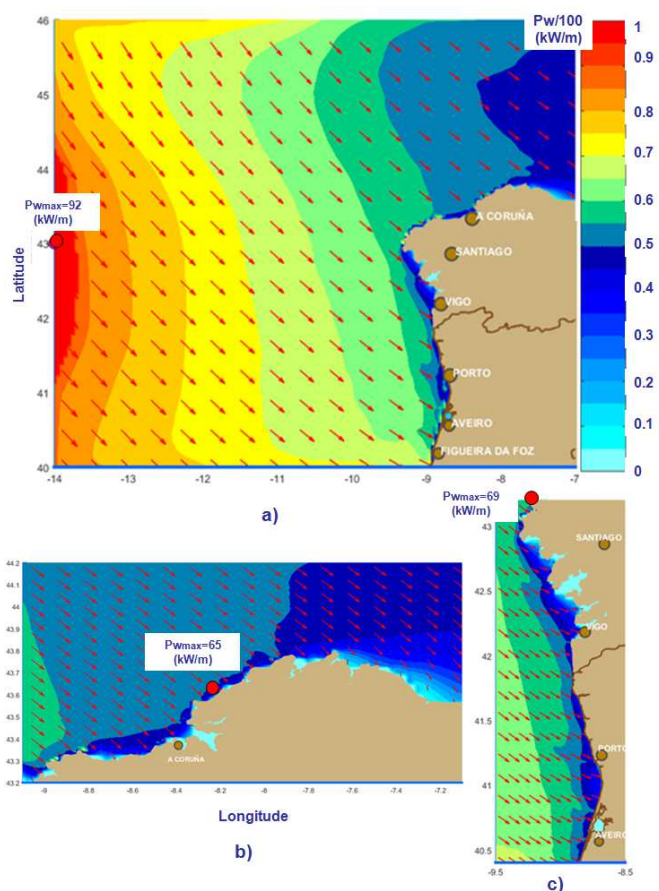 46
45
44
43
42
41
40
Latitude
Pw/100
(kW/m)
1
0.9
0.8
0.7
0.6
0.5
0.4
0.3
0.2
0.1
0
Pwmax=92
(kW/m)
A CORUÑA
SANTIAGO
VIGO
PORTO
AVEIRO
FIGUEIRA DA FOZ
-14
-13
-12
-11
-10
-9
-8
-7
a)
44.2
44.1
44
43.9
43.8
43.7
43.6
43.5
43.4
43.3
43.2
Pwmax=65
(kW/m)
A CORUÑA
-9
-8.8
-8.6
-8.4
-8.2
-8
-7.8
-7.6
-7.4
-7.2
Longitude
b)
Pwmax=69
(kW/m)
43
42.5
42
41.5
41
40.5
SANTIAGO
VIGO
PORTO
AVEIRO
-9.5
-8.5
c)